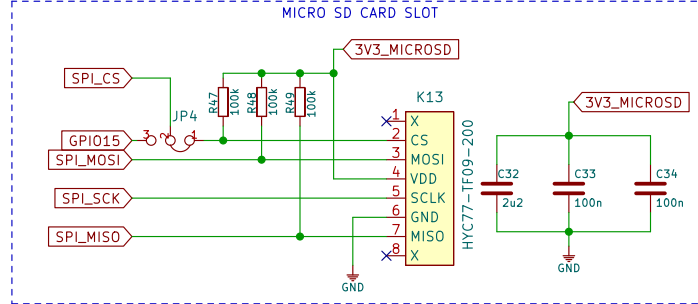 MICRO SD CARD SLOT
3V3_MICROSD
SPI_CS
K13
3V3_MICROSD
R47
100k
R48
100k
R49
100k
JP4
GPIO15
3
2
1
SPI_MOSI
SPI_SCK
SPI_MISO
1 X
2 CS
3 MOSI
4 VDD
5 SCLK
6 GND
7 MISO
8 X
HYC77-TF09-200
C32
2u2
C33
100n
C34
100n
GND
GND